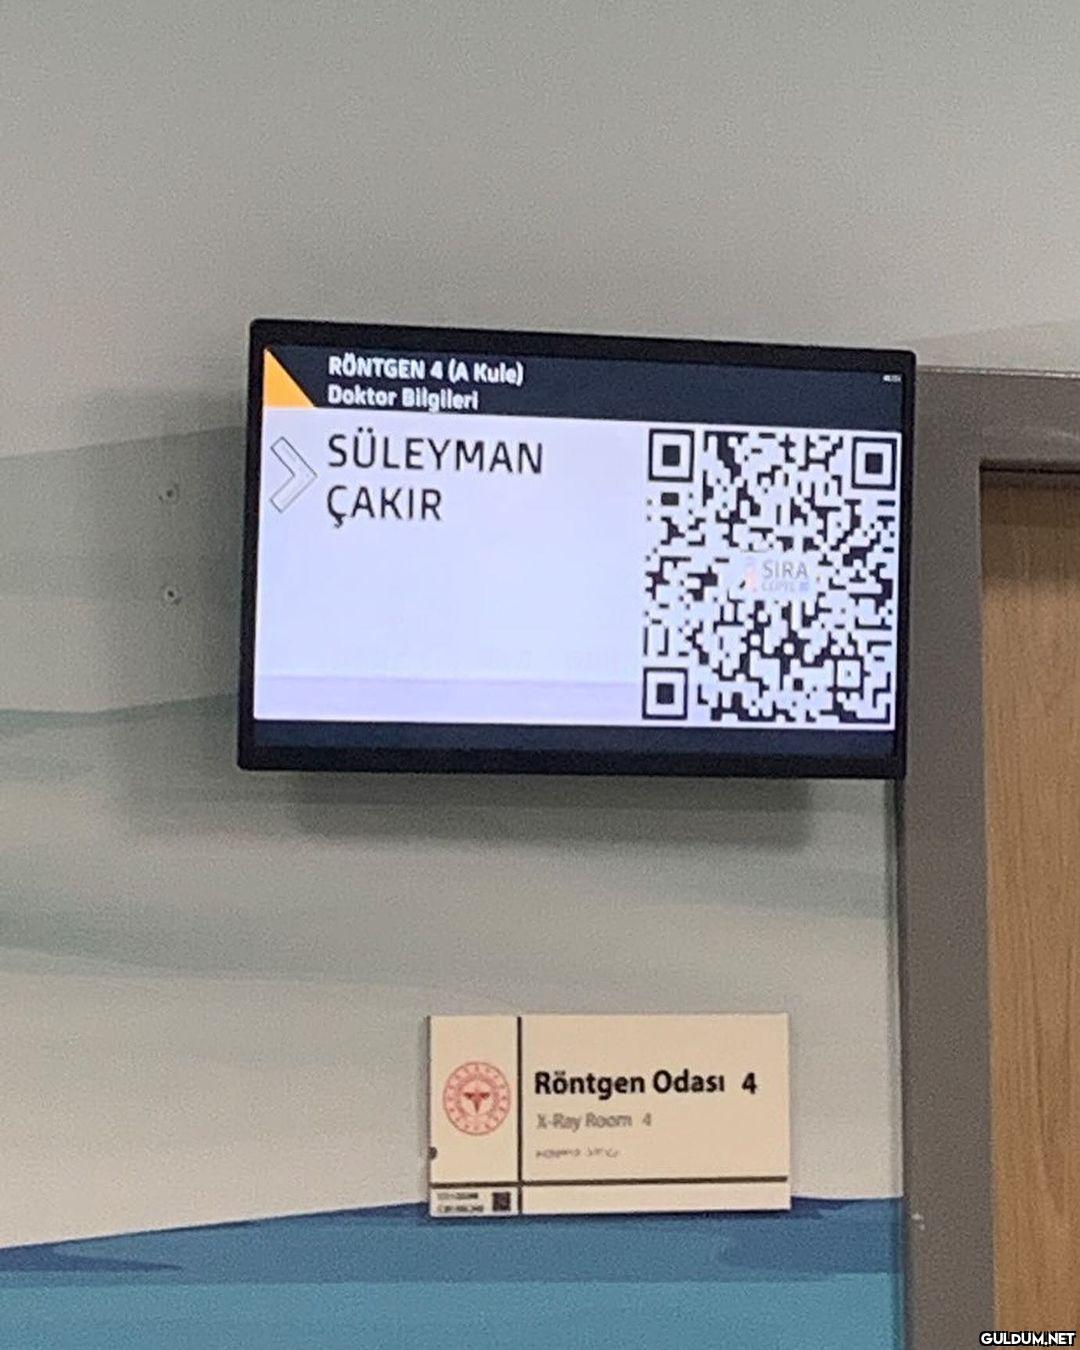 RÖNTGEN 4 (A Kule)
Doktor Bilgileri
SÜLEYMAN
ÇAKIR
SIRA
Röntgen Odası 4
X-Ray Room 4
GULDUM.NET